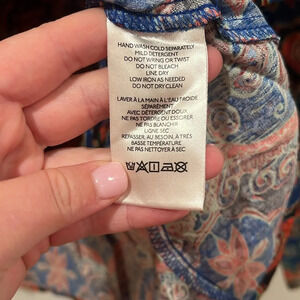 HAND WASH COLD SEPARATELY
MILD DETERGENT
DO NOT WRING OR TWIST
DO NOT BLEACH
LINE DRY
LOW IRON AS NEEDED
DO NOT DRY CLEAN
LAVER À LA MAIN À L'EAU FROIDE
SÉPARÉMENT
AVEC DÉTERGENT DOUX
NE PAS TORDRE OU ESSORER
NE PAS BLANCHIR
LIGNE SEC
REPASSER, AU BESOIN, À TRÈS
BASSE TEMPÉRATURE
NE PAS NETTOYER À SEC